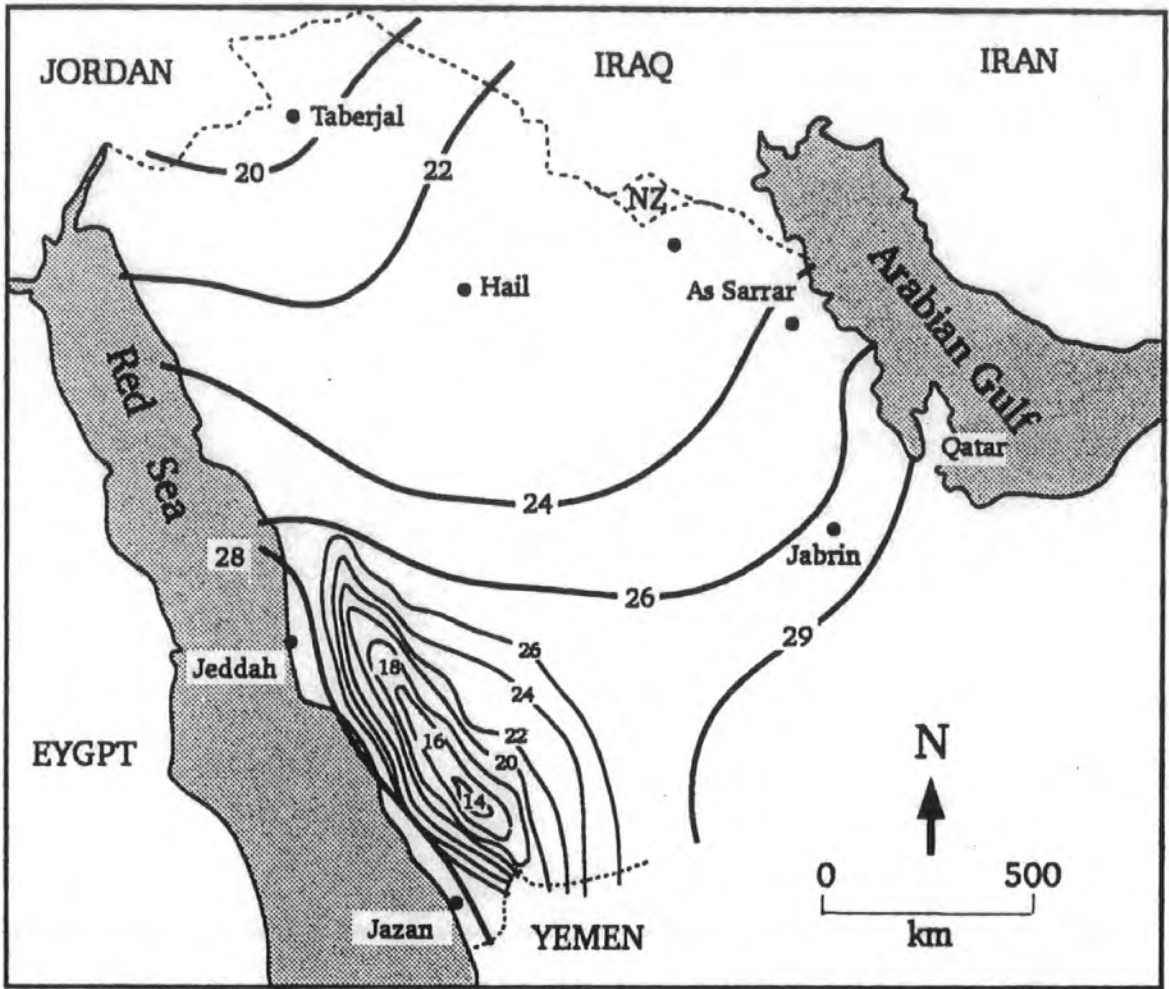 JORDAN
IRAQ
IRAN
Taberjal
20
22
NZ
Hail
As Sarrar
Arabian Gulf
Red Sea
Qatar
24
28
Jabrin
26
29
Jeddah
18
26
24
EYGPT
16
22
20
14
N
0 500
km
Jazan
YEMEN